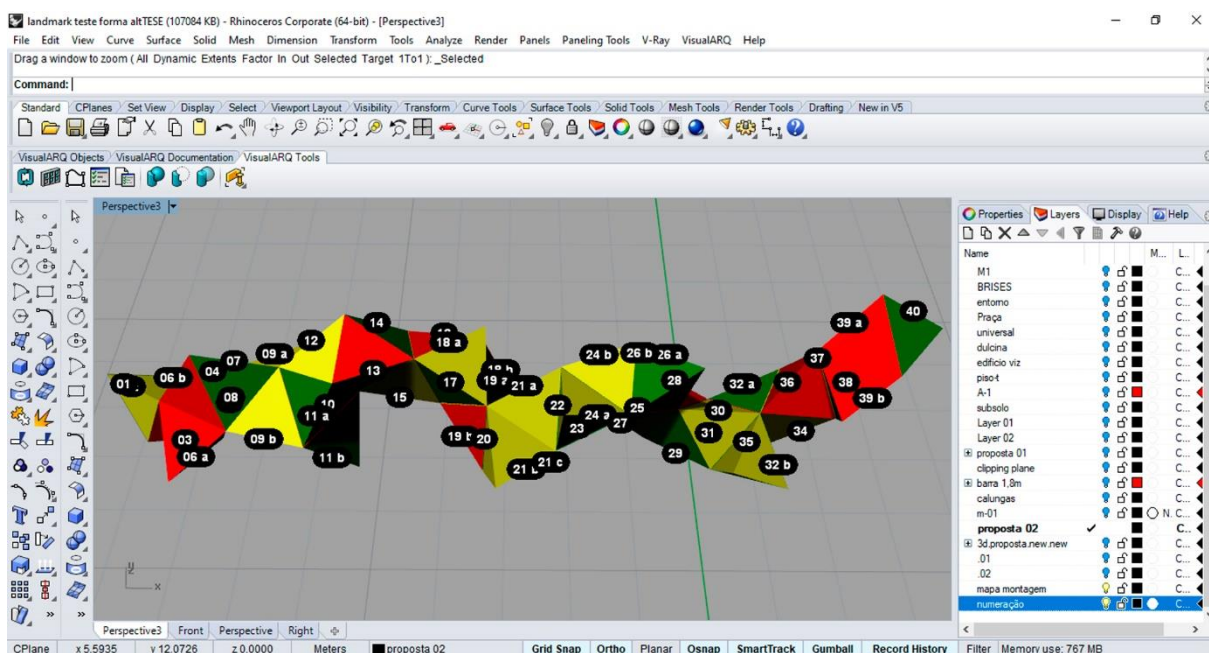 landmark teste forma altTESE (107084 KB) - Rhinoceros Corporate (64-bit) - [Perspective3]
File Edit View Curve Surface Solid Mesh Dimension Transform Tools Analyze Render Panels Paneling Tools V-Ray VisualARQ Help
Drag a window to zoom ( All Dynamic Extents Factor In Out Selected Target 1To1 ): _Selected
Command:
Standard CPlanes Set View Display Select Viewport Layout Visibility Transform Curve Tools Surface Tools Solid Tools Mesh Tools Render Tools Drafting New in V5
VisualARQ Objects VisualARQ Documentation VisualARQ Tools
Perspective3
Properties Layers Display Help
Name M... L...
M1 C...
BRISES C...
entorno C...
Praça C...
universal C...
dulcina C...
edificio viz C...
piso-t C...
A-1 C...
subsolo C...
Layer 01 C...
Layer 02 C...
proposta 01 C...
clipping plane C...
barra 1,8m C...
calungas C...
m-01 N. C...
proposta 02 C...
3d.proposta.new.new C...
.01 C...
.02 C...
mapa montagem C...
numeração C...
40
39 a
14
12
18 a
09 a
07
24 b 26 b 26 a
37
04
06 b
01
13
17
19 a
21 a
28
32 a
36
38
08
15
22
39 b
10
11 a
24 a
25
30
03
09 b
19 b
20
23
27
31
35
34
06 a
11 b
21 c
29
32 b
y
x
Perspective3 Front Perspective Right
CPlane x 5.5935 y 12.0726 z 0.0000 Meters proposta 02 Grid Snap Ortho Planar Osnap SmartTrack Gumball Record History Filter Memory use: 767 MB